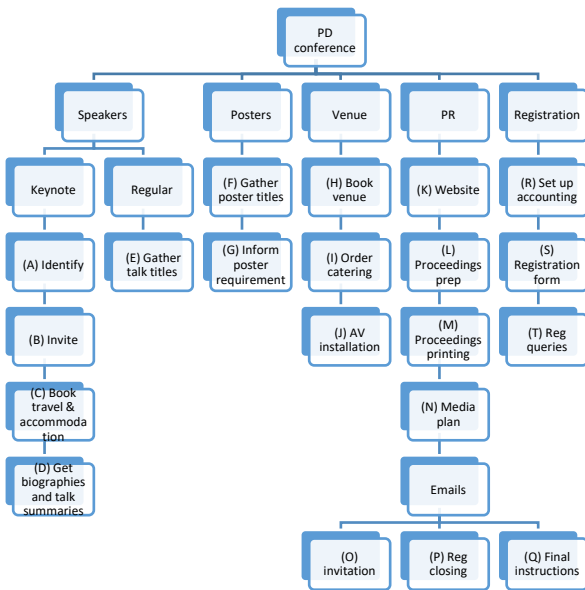 PD
conference
Speakers
Posters
Venue
PR
Registration
Keynote
Regular
(F) Gather
poster titles
(H) Book
venue
(K) Website
(R) Set up
accounting
(A) Identify
(E) Gather
talk titles
(G) Inform
poster
requirement
(I) Order
catering
(L)
Proceedings
prep
(S)
Registration
form
(B) Invite
(J) AV
installation
(M)
Proceedings
printing
(T) Reg
queries
(C) Book
travel &
accommoda
tion
(N) Media
plan
(D) Get
biographies
and talk
summaries
Emails
(O)
invitation
(P) Reg
closing
(Q) Final
instructions